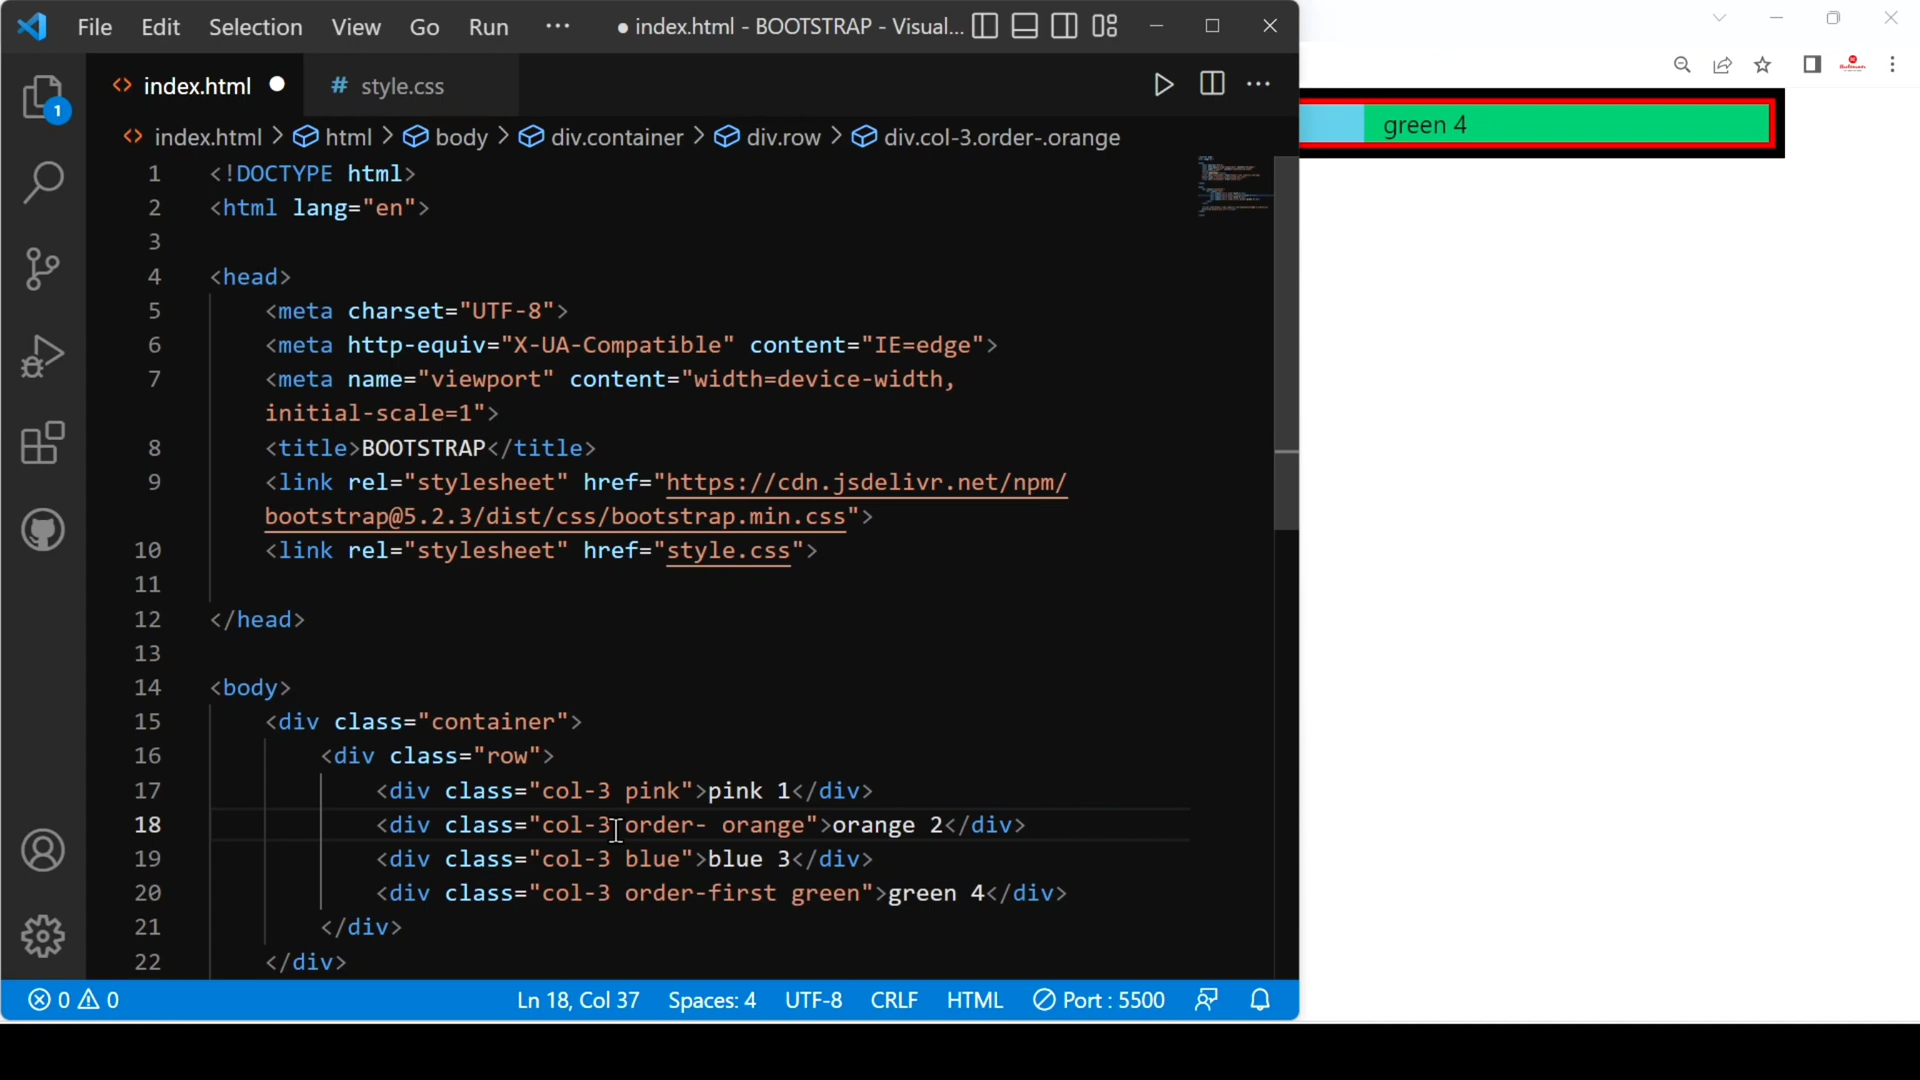 File Edit Selection View Go Run ··· ● index.html - BOOTSTRAP - Visual...
index.html ● # style.css
index.html > html > body > div.container > div.row > div.col-3.order-.orange
green 4
1 <!DOCTYPE html>
2 <html lang="en">
3
4 <head>
5 <meta charset="UTF-8">
6 <meta http-equiv="X-UA-Compatible" content="IE=edge">
7 <meta name="viewport" content="width=device-width,
initial-scale=1">
8 <title>BOOTSTRAP</title>
9 <link rel="stylesheet" href="https://cdn.jsdelivr.net/npm/
bootstrap@5.2.3/dist/css/bootstrap.min.css">
10 <link rel="stylesheet" href="style.css">
11
12 </head>
13
14 <body>
15 <div class="container">
16 <div class="row">
17 <div class="col-3 pink">pink 1</div>
18 <div class="col-3 order- orange">orange 2</div>
19 <div class="col-3 blue">blue 3</div>
20 <div class="col-3 order-first green">green 4</div>
21 </div>
22 </div>
1
0 0 Ln 18, Col 37 Spaces: 4 UTF-8 CRLF HTML Port : 5500